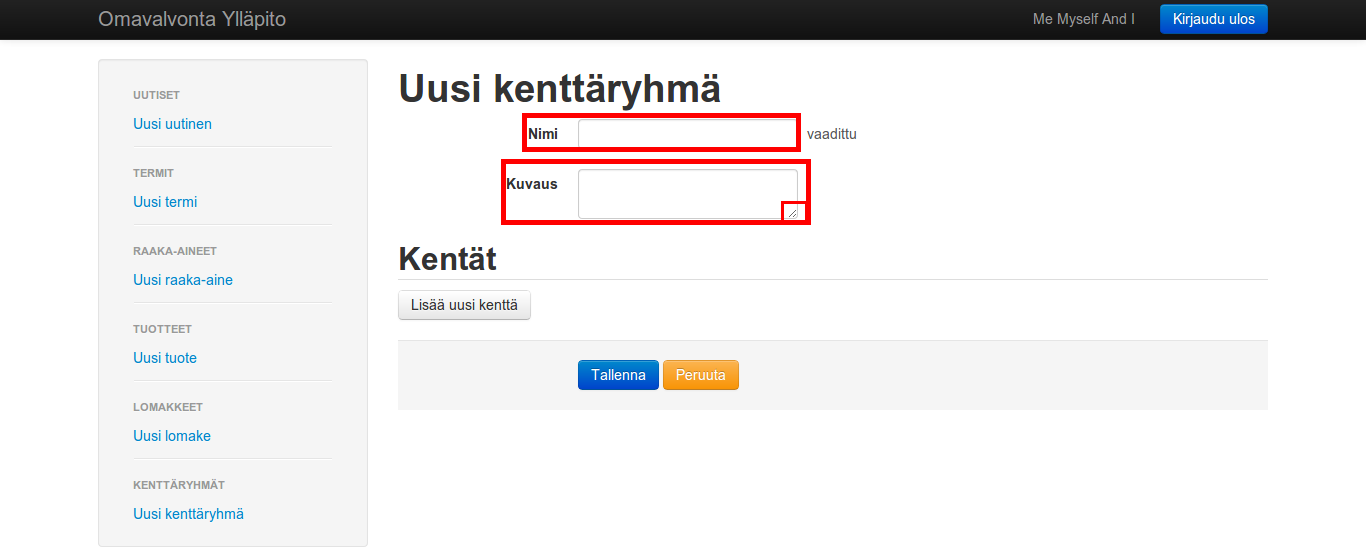 Omavalvonta Ylläpito
Me Myself And I
Kirjaudu ulos
UUTISET
Uusi uutinen
TERMIT
Uusi termi
RAAKA-AINEET
Uusi raaka-aine
TUOTTEET
Uusi tuote
LOMAKKEET
Uusi lomake
KENTTÄRYHMÄT
Uusi kenttäryhmä
Uusi kenttäryhmä
Nimi
vaadittu
Kuvaus
Kentät
Lisää uusi kenttä
Tallenna
Peruuta